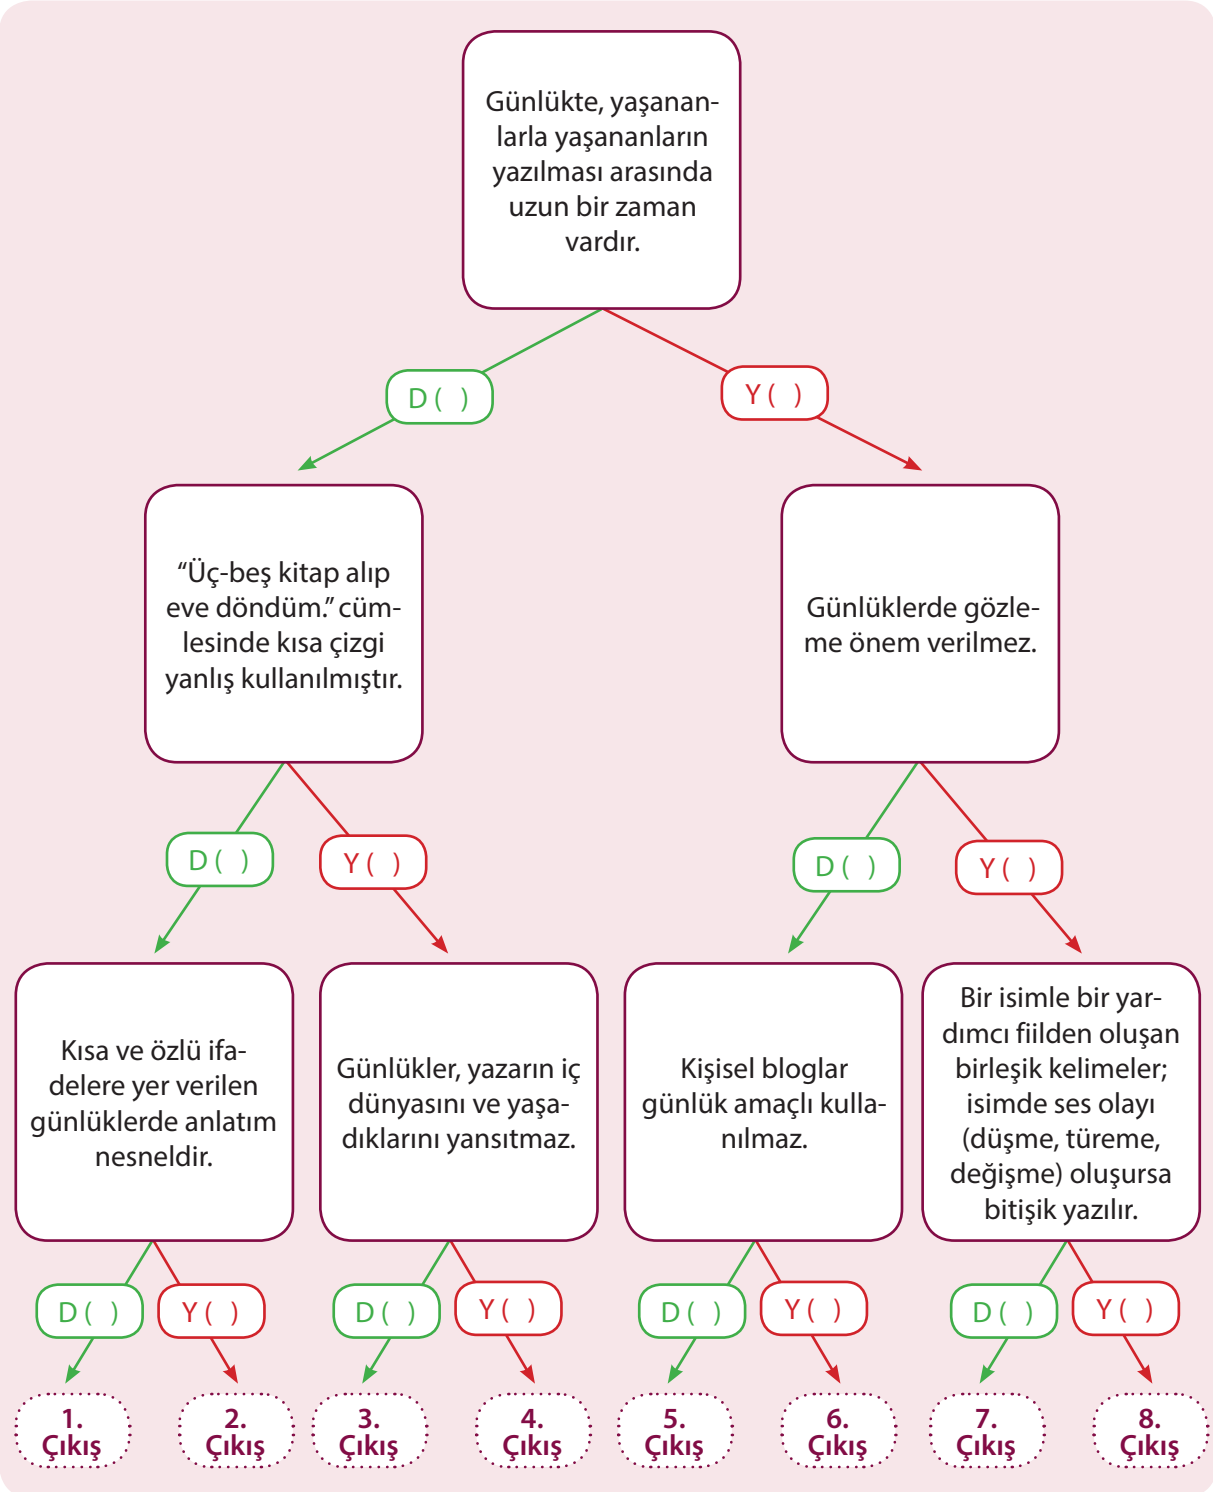 Günlükte, yaşanan-
larla yaşananların
yazılması arasında
uzun bir zaman
vardır.
D ( )
Y ( )
“Üç-beş kitap alıp
eve döndüm.” cüm-
lesinde kısa çizgi
yanlış kullanılmıştır.
Günlüklerde gözle-
me önem verilmez.
D ( )
Y ( )
D ( )
Y ( )
Kısa ve özlü ifa-
delere yer verilen
günlüklerde anlatım
nesneldir.
Günlükler, yazarın iç
dünyasını ve yaşa-
dıklarını yansıtmaz.
Kişisel bloglar
günlük amaçlı kulla-
nılmaz.
Bir isimle bir yar-
dımcı fiilden oluşan
birleşik kelimeler;
isimde ses olayı
(düşme, türeme,
değişme) oluşursa
bitişik yazılır.
D ( )
Y ( )
D ( )
Y ( )
D ( )
Y ( )
D ( )
Y ( )
1.
Çıkış
2.
Çıkış
3.
Çıkış
4.
Çıkış
5.
Çıkış
6.
Çıkış
7.
Çıkış
8.
Çıkış